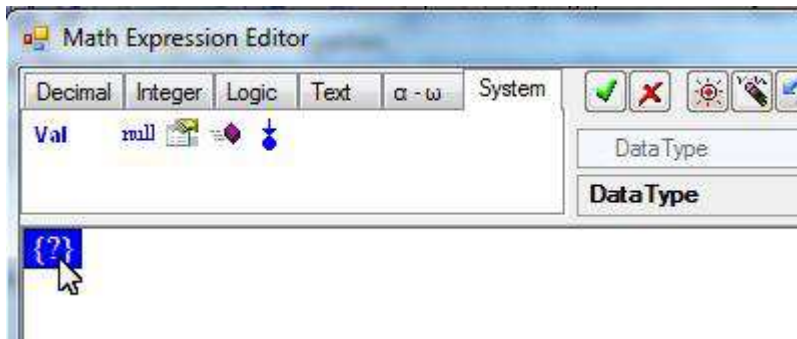 Math Expression Editor
Decimal Integer Logic Text α - ω System
Val null
DataType
DataType
{?}